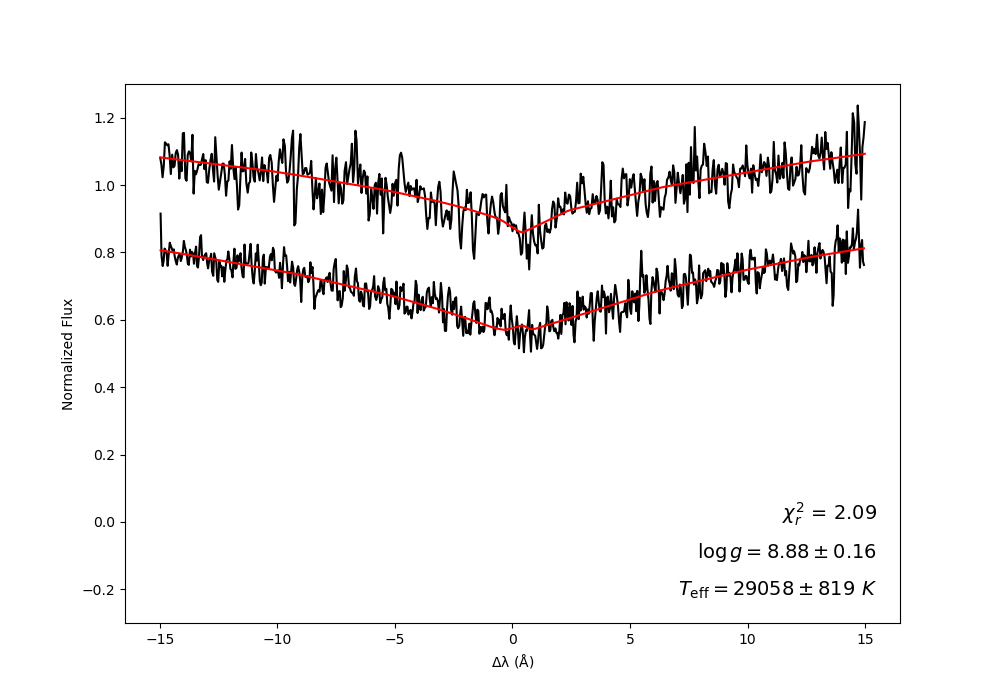 1.2
1.0
0.8
0.6
0.4
0.2
0.0
−0.2
Normalized Flux
χ²ᵣ = 2.09
log g = 8.88 ± 0.16
T_eff = 29058 ± 819 K
−15 −10 −5 0 5 10 15
Δλ (Å)